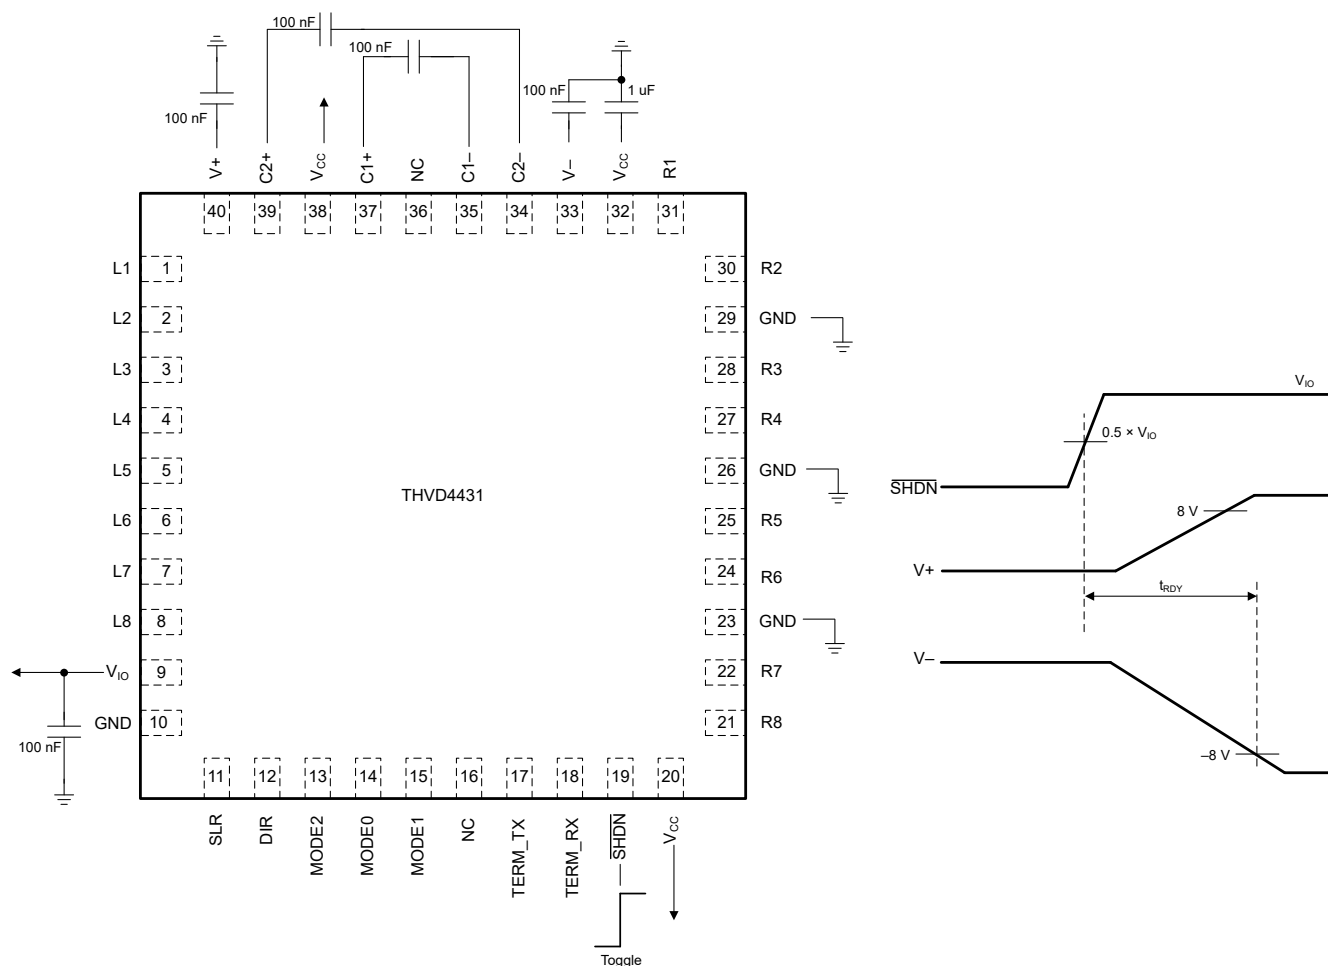 100 nF
100 nF
100 nF
1 uF
100 nF
V+
C2+
VCC
C1+
NC
C1–
C2–
V–
VCC
R1
40
39
38
37
36
35
34
33
32
31
L1
1
30
R2
L2
2
29
GND
L3
3
28
R3
L4
4
27
R4
L5
5
26
GND
L6
6
25
R5
L7
7
24
R6
L8
8
23
GND
VIO
9
22
R7
GND
10
21
R8
100 nF
THVD4431
11
12
13
14
15
16
17
18
19
20
SLR
DIR
MODE2
MODE0
MODE1
NC
TERM_TX
TERM_RX
SHDN
VCC
Toggle
VIO
0.5 × VIO
SHDN
8 V
V+
tRDY
V–
–8 V